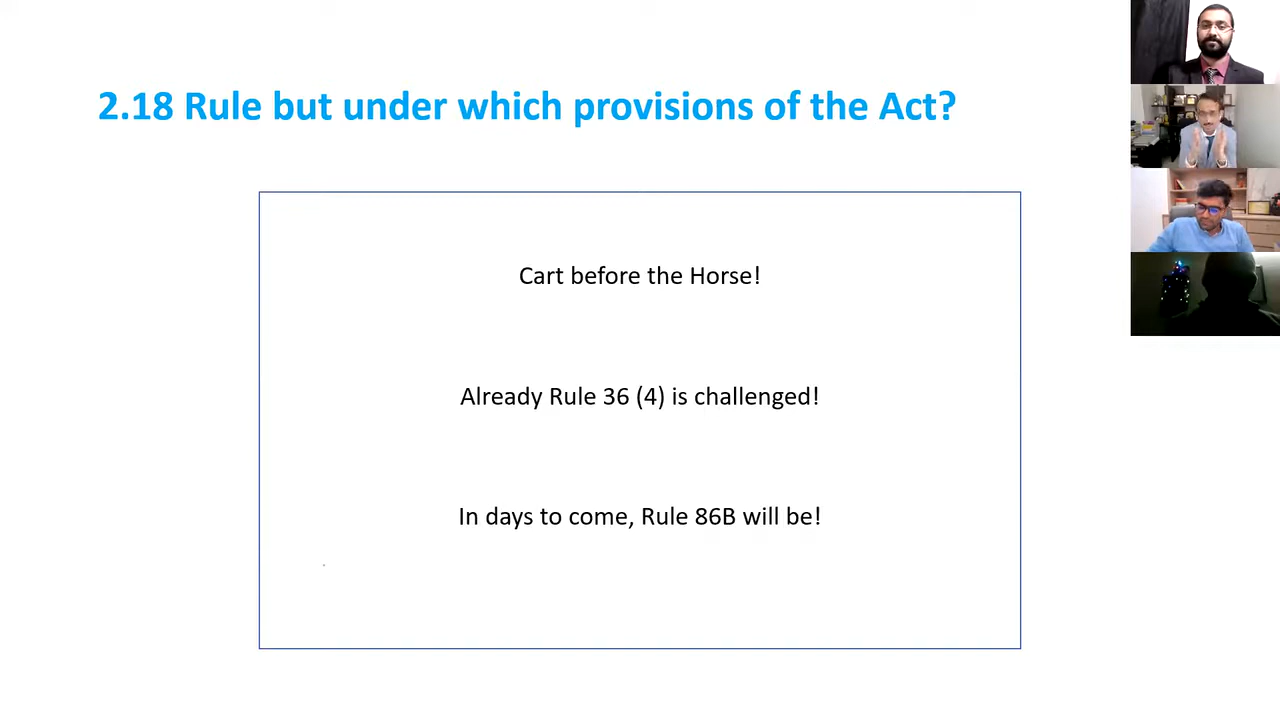 2.18 Rule but under which provisions of the Act?
Cart before the Horse!
Already Rule 36 (4) is challenged!
In days to come, Rule 86B will be!